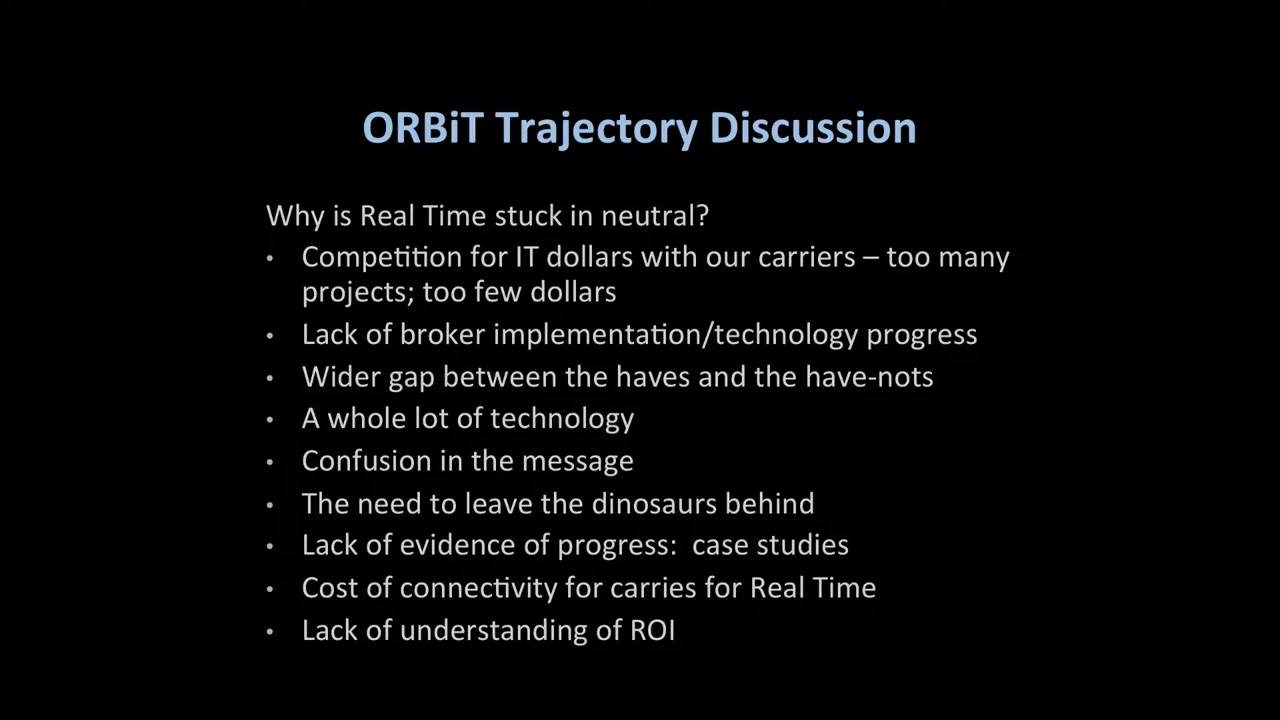 ORBiT Trajectory Discussion
Why is Real Time stuck in neutral?
• Competition for IT dollars with our carriers – too many
projects; too few dollars
• Lack of broker implementation/technology progress
• Wider gap between the haves and the have-nots
• A whole lot of technology
• Confusion in the message
• The need to leave the dinosaurs behind
• Lack of evidence of progress:  case studies
• Cost of connectivity for carries for Real Time
• Lack of understanding of ROI